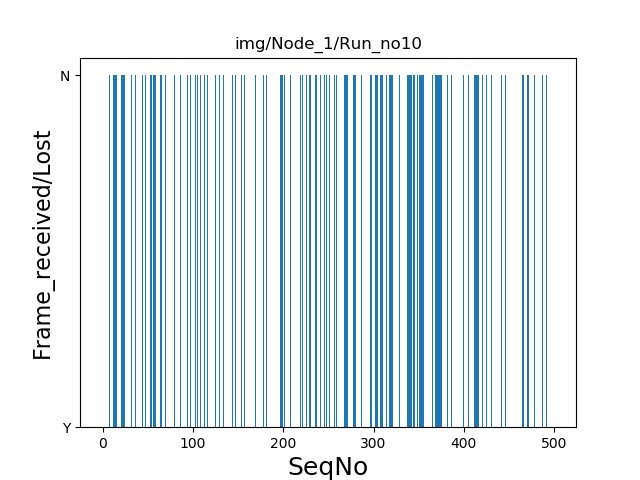 img/Node_1/Run_no10
N
Frame_received/Lost
Y
0 100 200 300 400 500
SeqNo